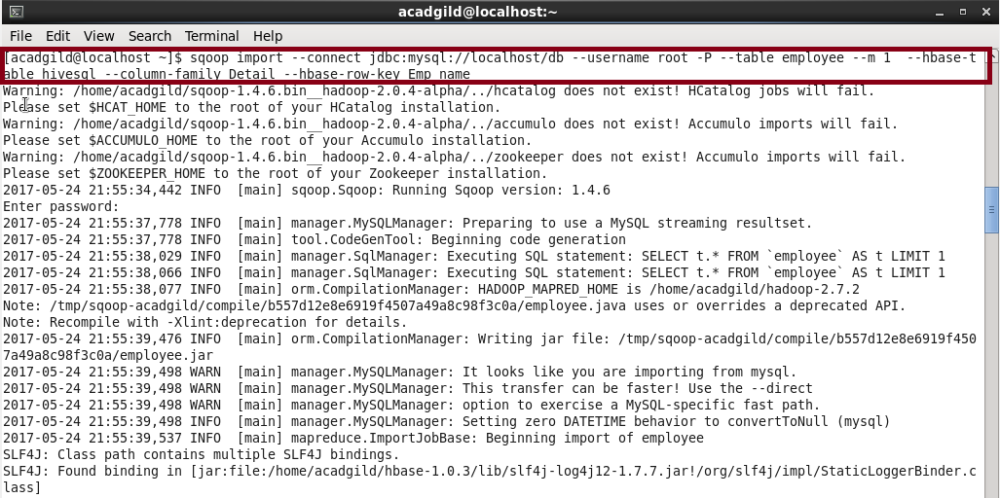 acadgild@localhost:~
File Edit View Search Terminal Help
[acadgild@localhost ~]$ sqoop import --connect jdbc:mysql://localhost/db --username root -P --table employee --m 1  --hbase-t
able hivesql --column-family Detail --hbase-row-key Emp_name
Warning: /home/acadgild/sqoop-1.4.6.bin__hadoop-2.0.4-alpha/../hcatalog does not exist! HCatalog jobs will fail.
Please set $HCAT_HOME to the root of your HCatalog installation.
Warning: /home/acadgild/sqoop-1.4.6.bin__hadoop-2.0.4-alpha/../accumulo does not exist! Accumulo imports will fail.
Please set $ACCUMULO_HOME to the root of your Accumulo installation.
Warning: /home/acadgild/sqoop-1.4.6.bin__hadoop-2.0.4-alpha/../zookeeper does not exist! Accumulo imports will fail.
Please set $ZOOKEEPER_HOME to the root of your Zookeeper installation.
2017-05-24 21:55:34,442 INFO  [main] sqoop.Sqoop: Running Sqoop version: 1.4.6
Enter password:
2017-05-24 21:55:37,778 INFO  [main] manager.MySQLManager: Preparing to use a MySQL streaming resultset.
2017-05-24 21:55:37,778 INFO  [main] tool.CodeGenTool: Beginning code generation
2017-05-24 21:55:38,029 INFO  [main] manager.SqlManager: Executing SQL statement: SELECT t.* FROM `employee` AS t LIMIT 1
2017-05-24 21:55:38,066 INFO  [main] manager.SqlManager: Executing SQL statement: SELECT t.* FROM `employee` AS t LIMIT 1
2017-05-24 21:55:38,077 INFO  [main] orm.CompilationManager: HADOOP_MAPRED_HOME is /home/acadgild/hadoop-2.7.2
Note: /tmp/sqoop-acadgild/compile/b557d12e8e6919f4507a49a8c98f3c0a/employee.java uses or overrides a deprecated API.
Note: Recompile with -Xlint:deprecation for details.
2017-05-24 21:55:39,476 INFO  [main] orm.CompilationManager: Writing jar file: /tmp/sqoop-acadgild/compile/b557d12e8e6919f450
7a49a8c98f3c0a/employee.jar
2017-05-24 21:55:39,498 WARN  [main] manager.MySQLManager: It looks like you are importing from mysql.
2017-05-24 21:55:39,498 WARN  [main] manager.MySQLManager: This transfer can be faster! Use the --direct
2017-05-24 21:55:39,498 WARN  [main] manager.MySQLManager: option to exercise a MySQL-specific fast path.
2017-05-24 21:55:39,498 INFO  [main] manager.MySQLManager: Setting zero DATETIME behavior to convertToNull (mysql)
2017-05-24 21:55:39,537 INFO  [main] mapreduce.ImportJobBase: Beginning import of employee
SLF4J: Class path contains multiple SLF4J bindings.
SLF4J: Found binding in [jar:file:/home/acadgild/hbase-1.0.3/lib/slf4j-log4j12-1.7.7.jar!/org/slf4j/impl/StaticLoggerBinder.c
lass]